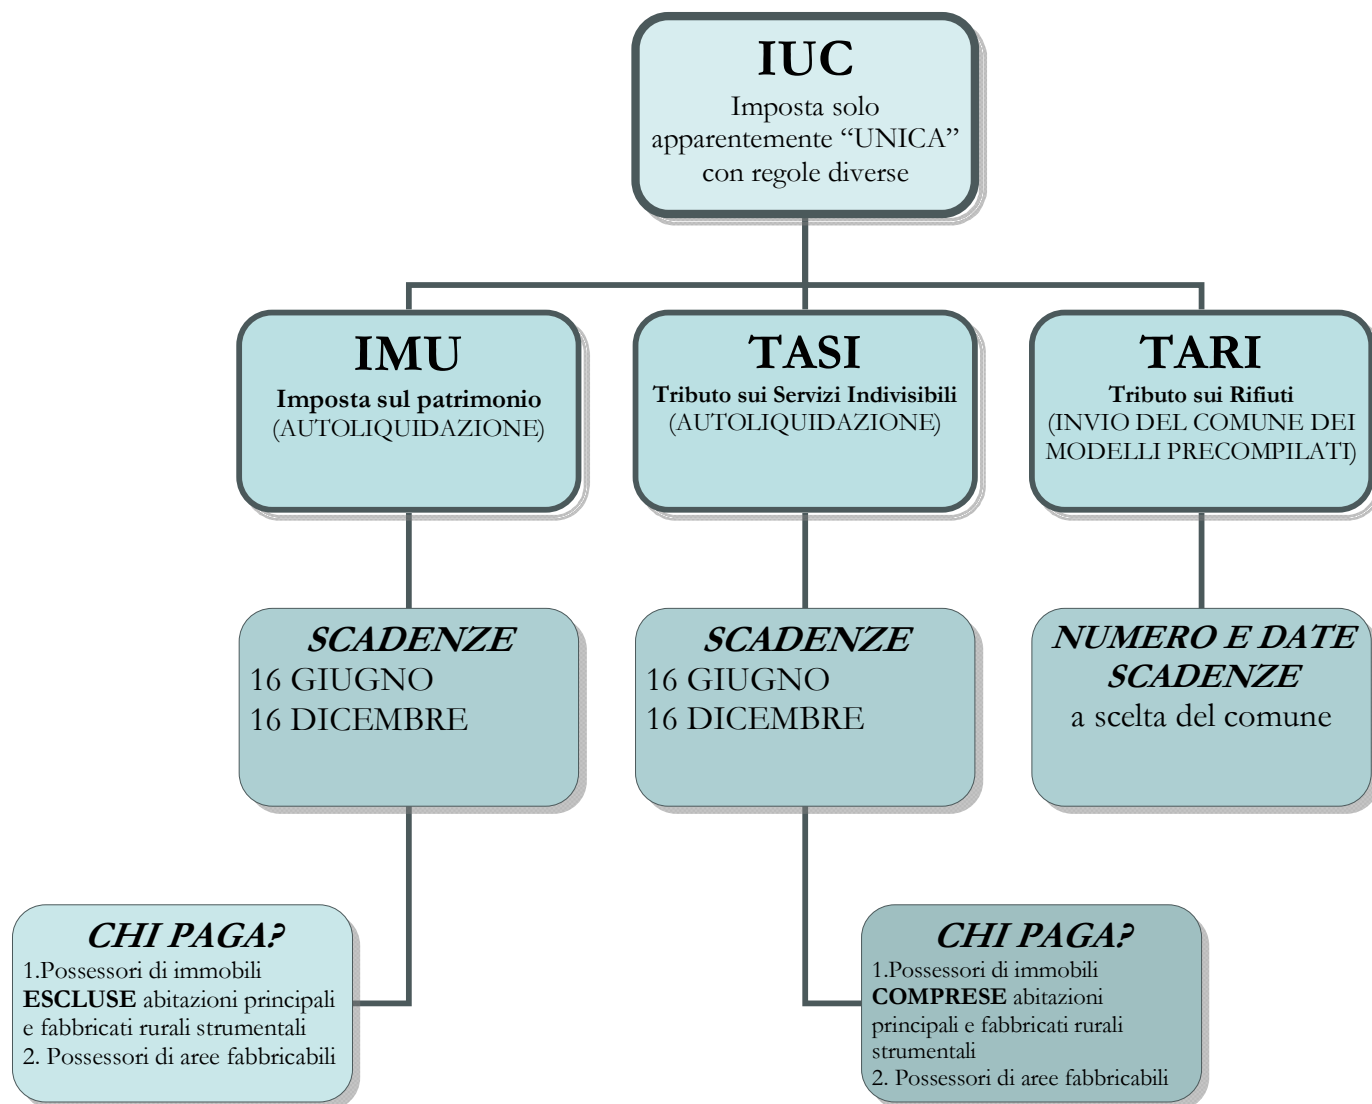 IUC
Imposta solo
apparentemente “UNICA”
con regole diverse
IMU
Imposta sul patrimonio
(AUTOLIQUIDAZIONE)
TASI
Tributo sui Servizi Indivisibili
(AUTOLIQUIDAZIONE)
TARI
Tributo sui Rifiuti
(INVIO DEL COMUNE DEI
MODELLI PRECOMPILATI)
SCADENZE
16 GIUGNO
16 DICEMBRE
SCADENZE
16 GIUGNO
16 DICEMBRE
NUMERO E DATE
SCADENZE
a scelta del comune
CHI PAGA?
1.Possessori di immobili
ESCLUSE abitazioni principali
e fabbricati rurali strumentali
2. Possessori di aree fabbricabili
CHI PAGA?
1.Possessori di immobili
COMPRESE abitazioni
principali e fabbricati rurali
strumentali
2. Possessori di aree fabbricabili